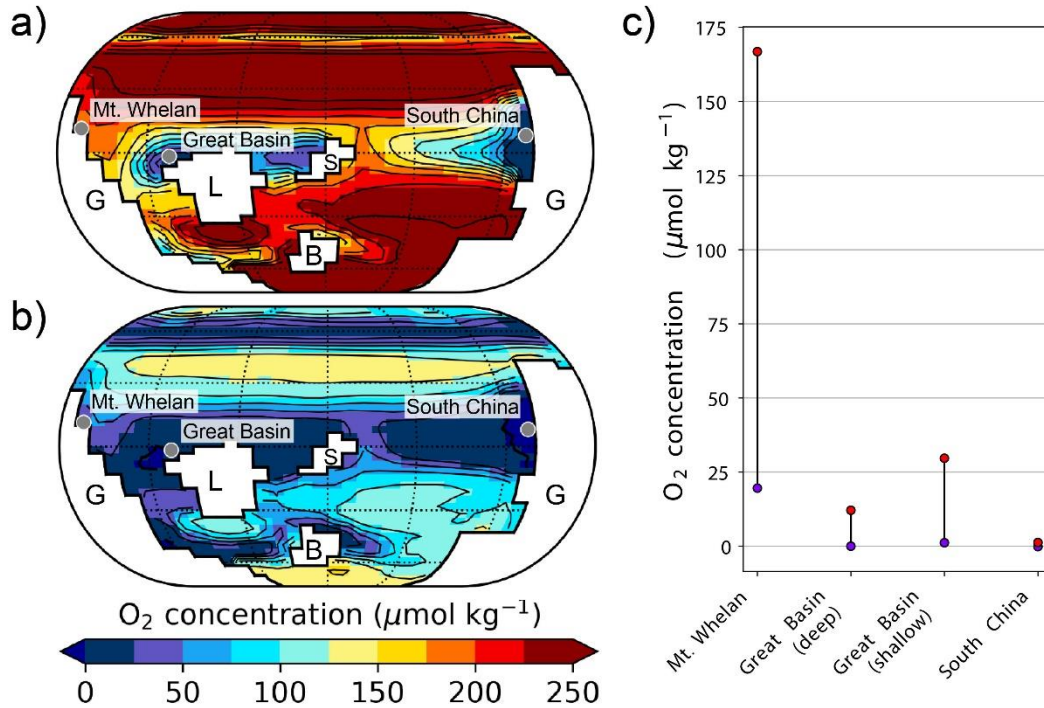 a)
Mt. Whelan
South China
Great Basin
G
L
S
G
B
b)
Mt. Whelan
South China
Great Basin
G
L
S
G
B
O₂ concentration (μmol kg⁻¹)
0 50 100 150 200 250
c)
O₂ concentration (μmol kg⁻¹)
175
150
125
100
75
50
25
0
Mt. Whelan
Great Basin
(deep)
Great Basin
(shallow)
South China